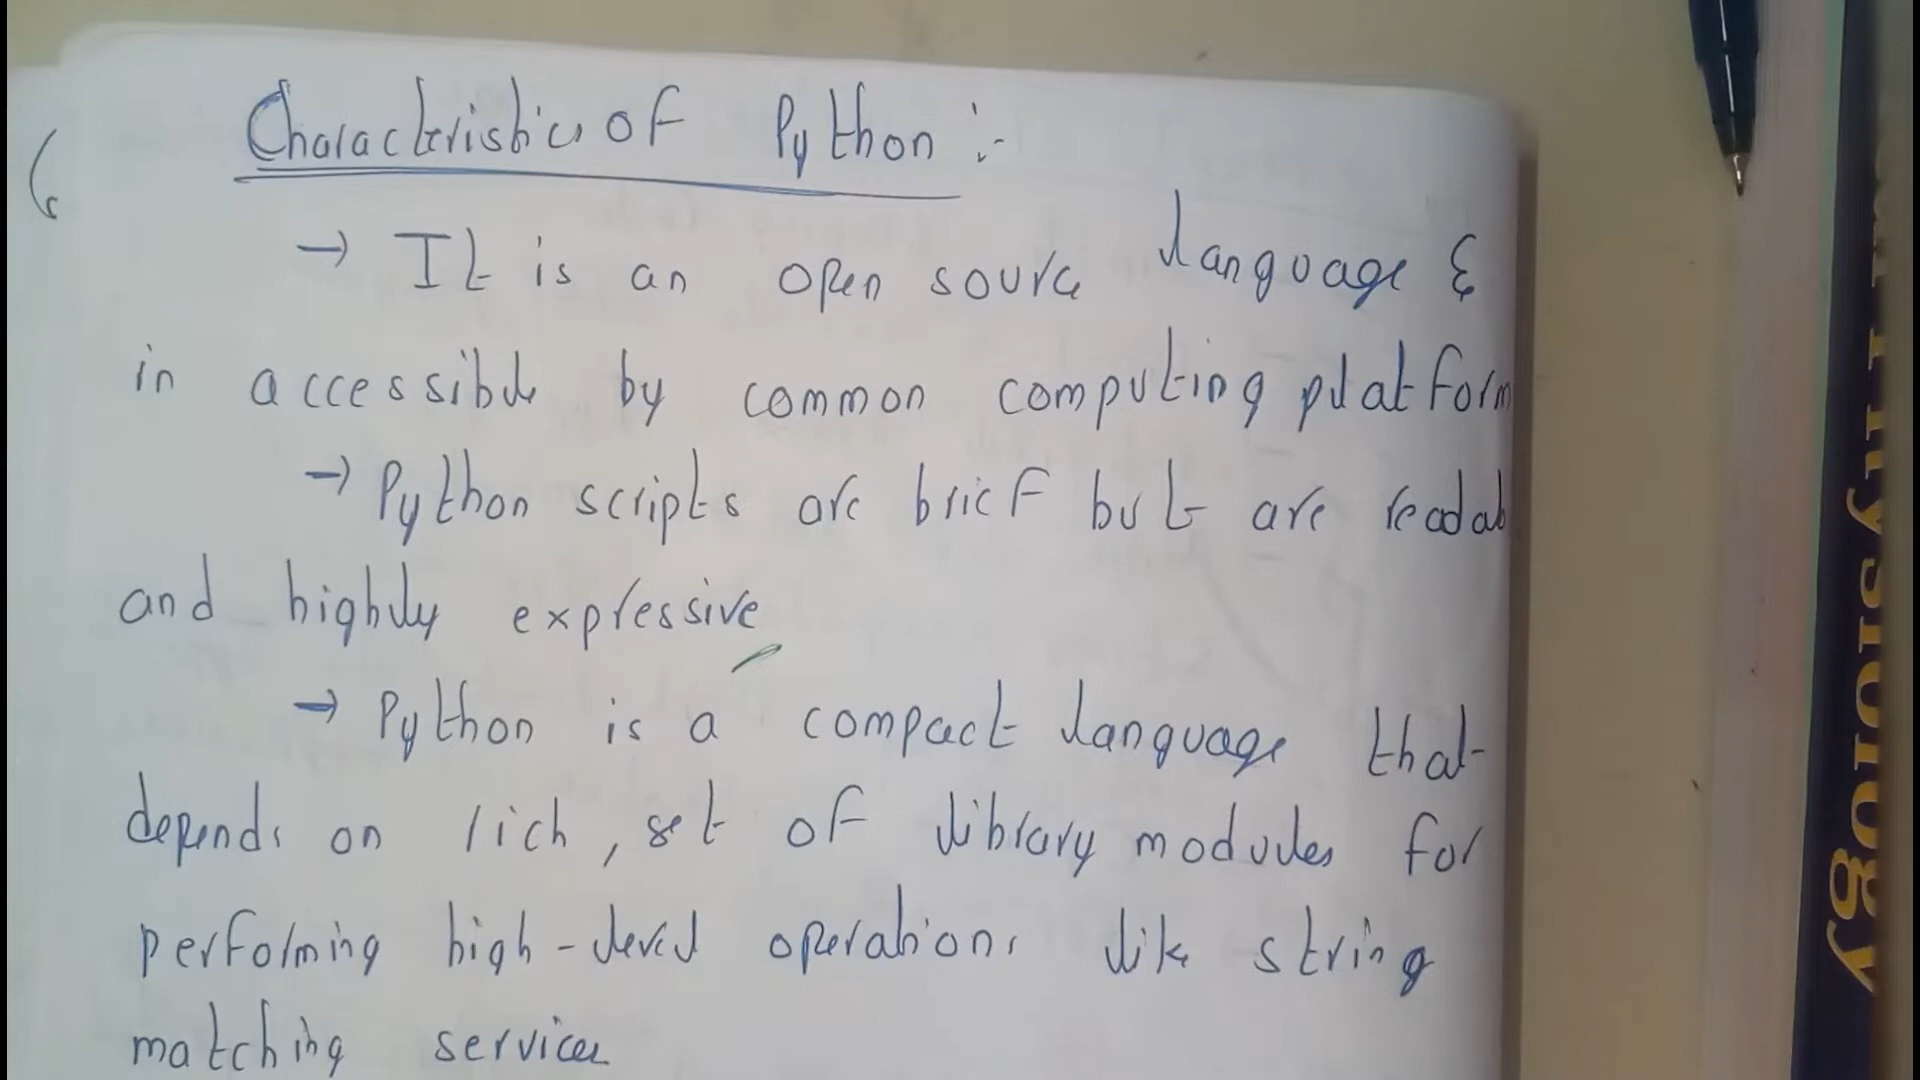 Characteristics of Python :-
→ It is an open source language &
in accessible by common computing platform
→ Python scripts are brief but are readab
and highly expressive
→ Python is a compact language that
depends on rich, set of library modules for
performing high-level operations like string
matching services
ysiology